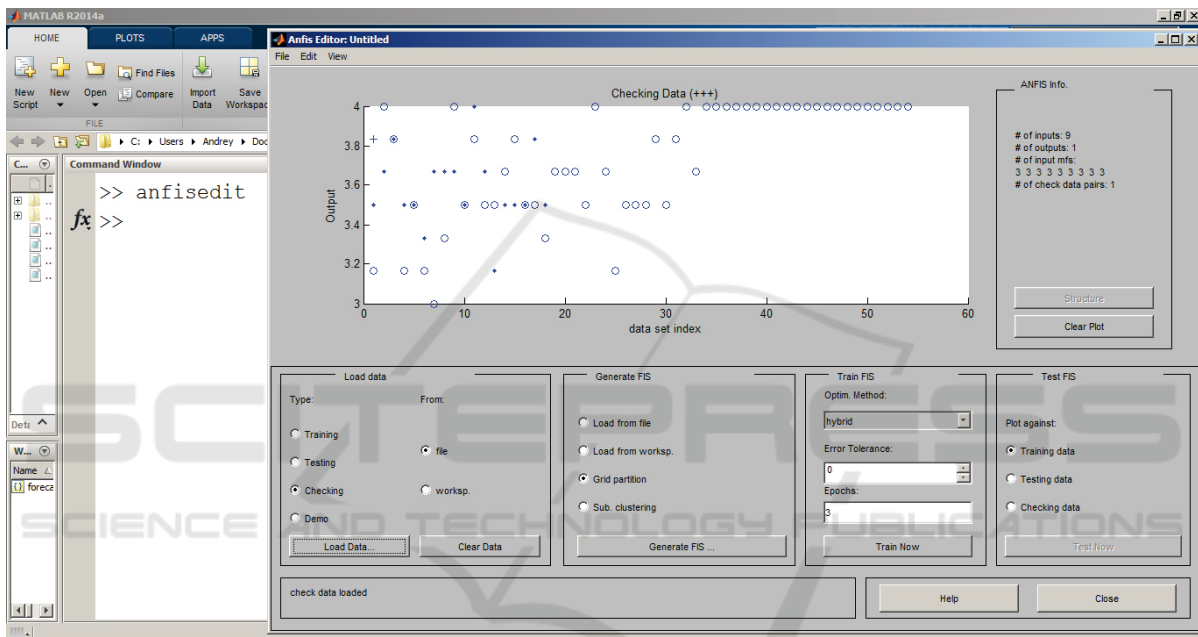 MATLAB R2014a
HOME PLOTS APPS
New Script
New
Open
Find Files
Compare
Import Data
Save Workspac
FILE
C: Users Andrey Doc
C...
Command Window
>> anfisedit
fx >>
Deta
W...
Name
foreca
Anfis Editor: Untitled
File Edit View
Checking Data (+++)
Output
4
3.8
3.6
3.4
3.2
3
0 10 20 30 40 50 60
data set index
ANFIS Info.
# of inputs: 9
# of outputs: 1
# of input mfs:
3 3 3 3 3 3 3 3 3
# of check data pairs: 1
Structure
Clear Plot
Load data
Type: From:
Training
Testing
Checking
Demo
file
worksp.
Load Data... Clear Data
Generate FIS
Load from file
Load from worksp.
Grid partition
Sub. clustering
Generate FIS ...
Train FIS
Optim. Method:
hybrid
Error Tolerance:
0
Epochs:
3
Train Now
Test FIS
Plot against:
Training data
Testing data
Checking data
Test Now
check data loaded
Help Close
SCITEPRESS
SCIENCE AND TECHNOLOGY PUBLICATIONS